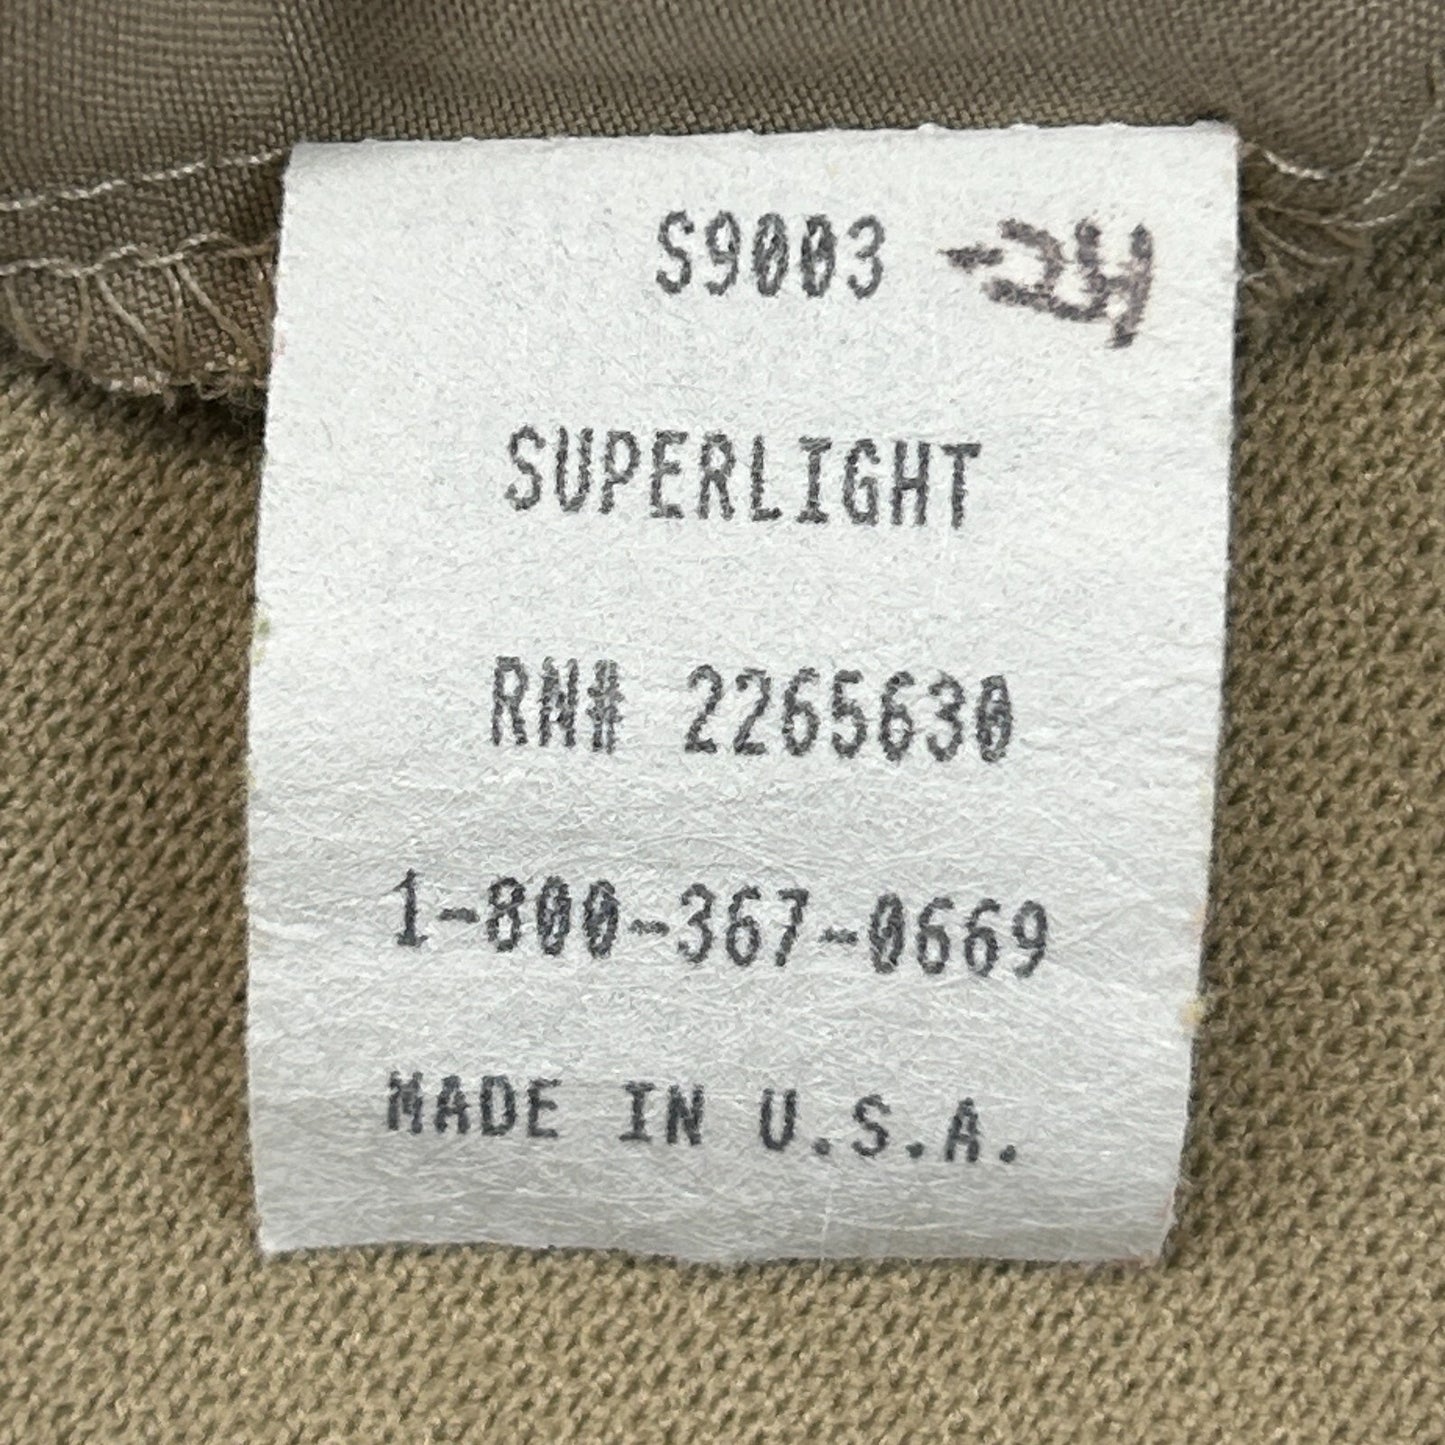 S9003
SUPERLIGHT
RN# 2265630
1-800-367-0669
MADE IN U.S.A.